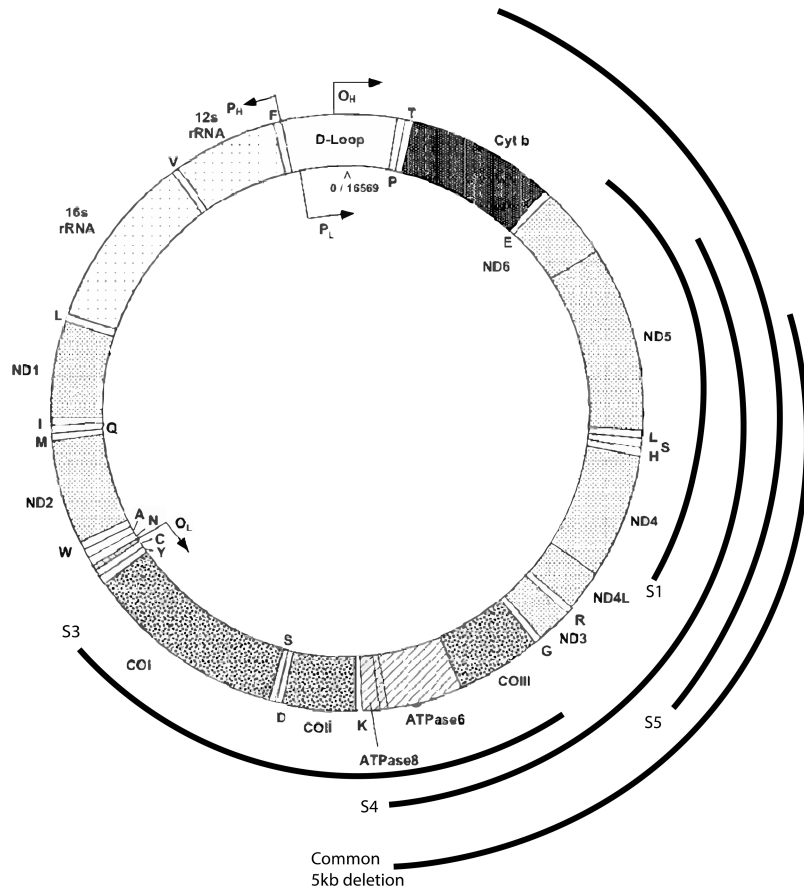 P_H
O_H
T
F
12s
rRNA
D-Loop
Cyt b
V
0 / 16569
P
P_L
16s
rRNA
E
ND6
L
ND5
ND1
I
Q
M
L
S
H
ND2
A
N
O_L
ND4
W
C
Y
ND4L
S1
R
ND3
G
S3
S
COI
COIII
D
COII
K
ATPase6
S5
ATPase8
S4
Common
5kb deletion